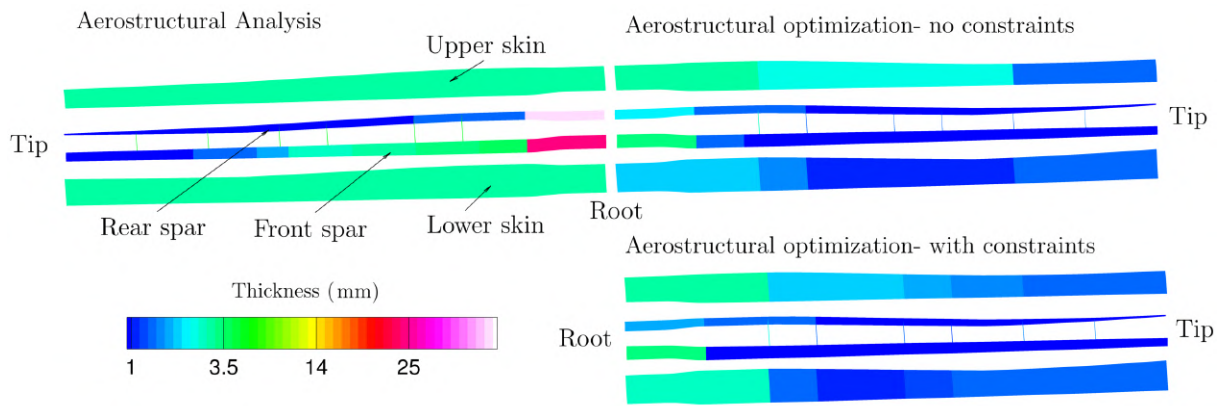 Aerostructural Analysis
Aerostructural optimization- no constraints
Upper skin
Tip
Tip
Rear spar
Front spar
Lower skin
Root
Aerostructural optimization- with constraints
Thickness (mm)
1 3.5 14 25
Root
Tip